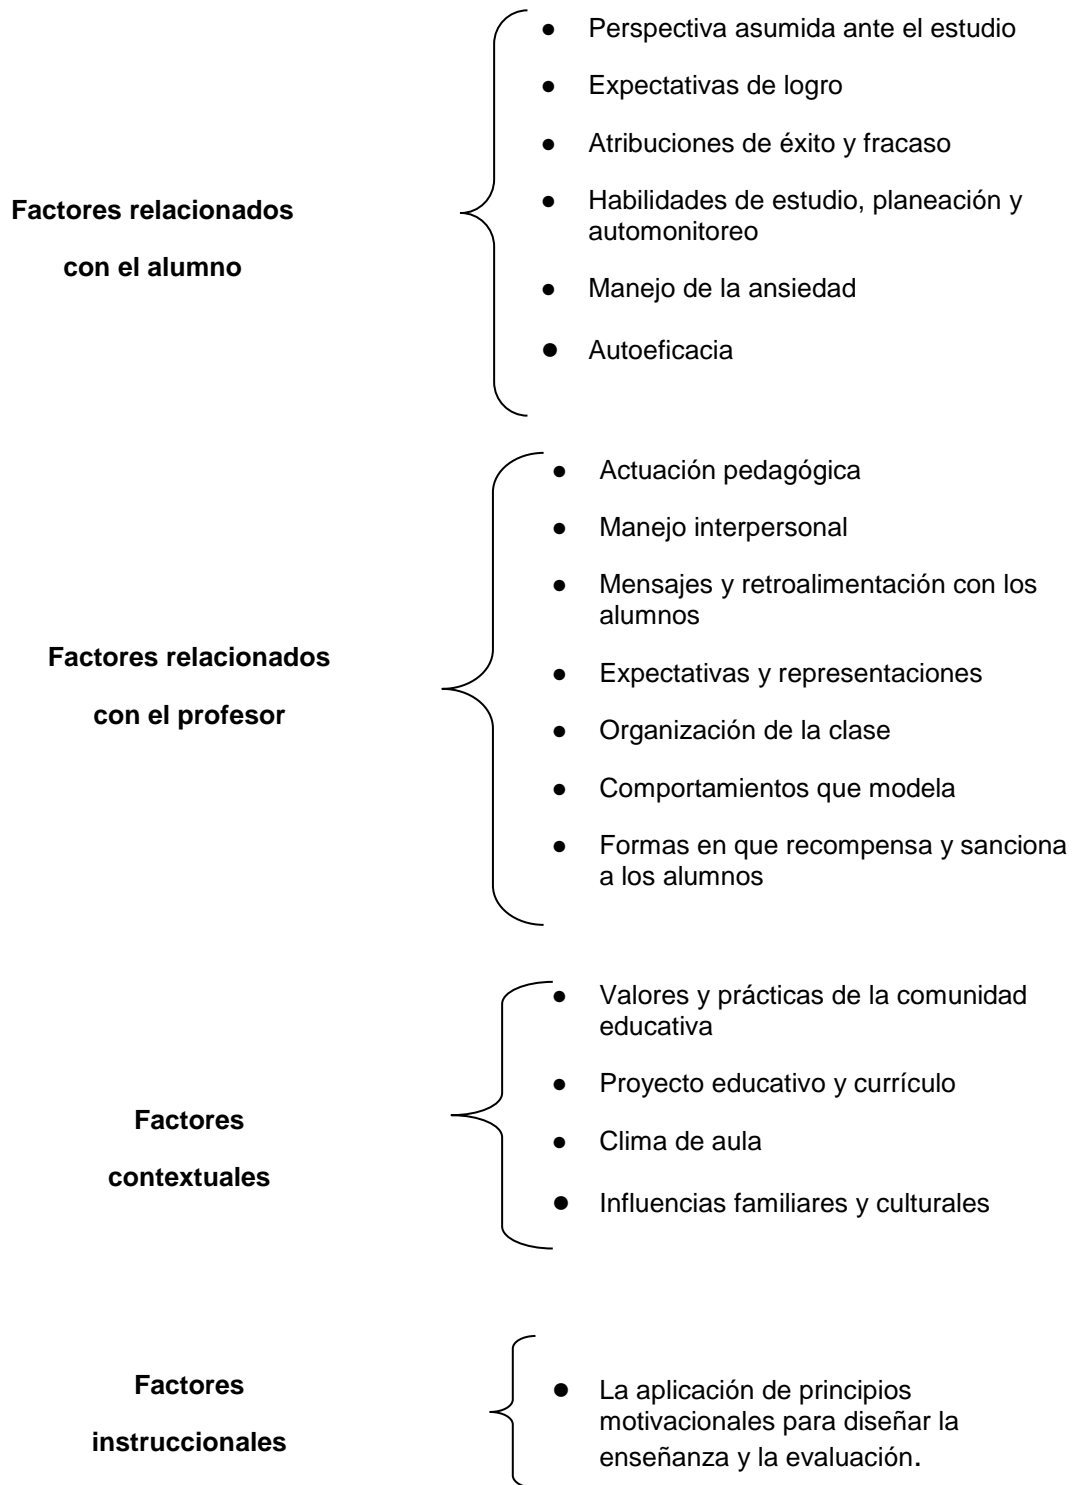 Factores relacionados
con el alumno
● Perspectiva asumida ante el estudio
● Expectativas de logro
● Atribuciones de éxito y fracaso
● Habilidades de estudio, planeación y
automonitoreo
● Manejo de la ansiedad
● Autoeficacia
Factores relacionados
con el profesor
● Actuación pedagógica
● Manejo interpersonal
● Mensajes y retroalimentación con los
alumnos
● Expectativas y representaciones
● Organización de la clase
● Comportamientos que modela
● Formas en que recompensa y sanciona
a los alumnos
Factores
contextuales
● Valores y prácticas de la comunidad
educativa
● Proyecto educativo y currículo
● Clima de aula
● Influencias familiares y culturales
Factores
instruccionales
● La aplicación de principios
motivacionales para diseñar la
enseñanza y la evaluación.